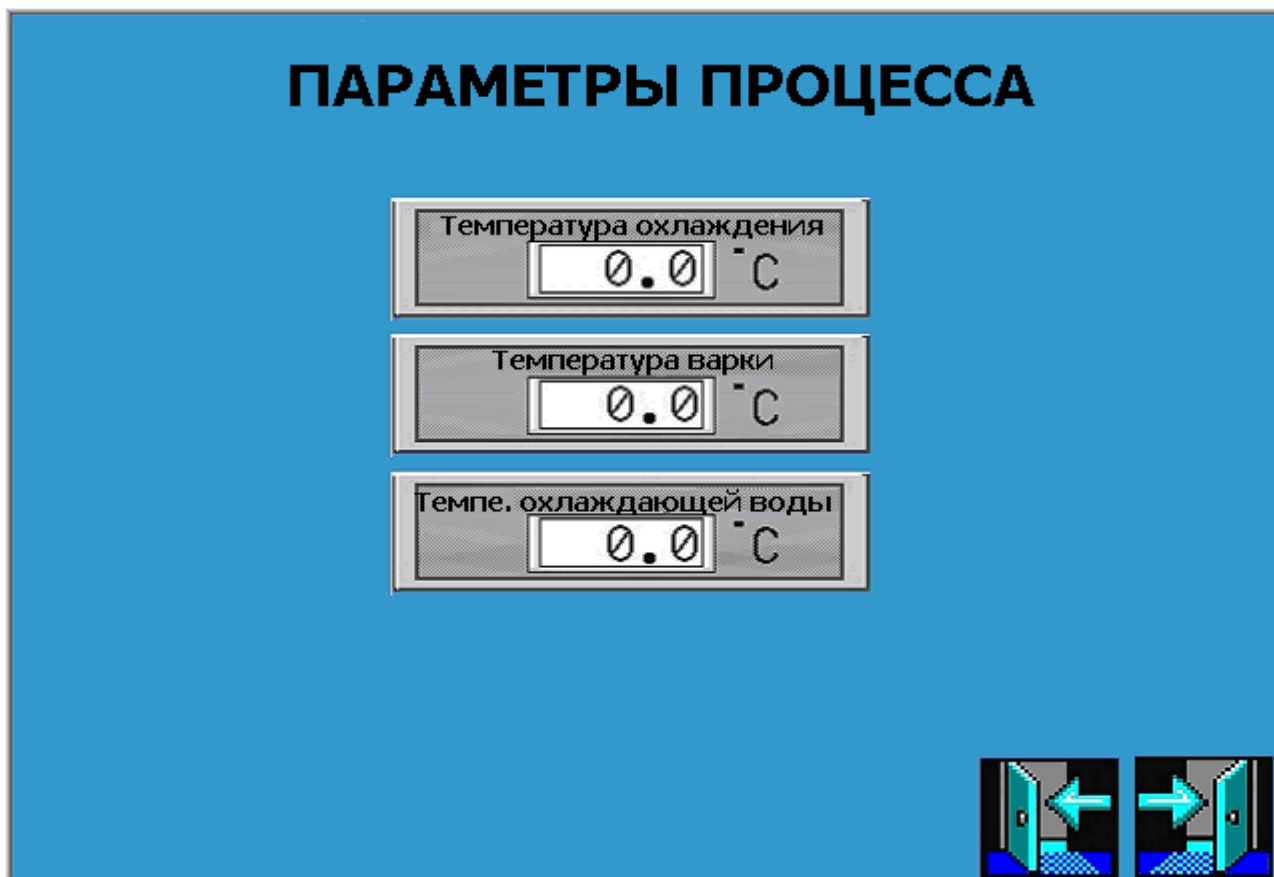 ПАРАМЕТРЫ ПРОЦЕССА
Температура охлаждения
0.0 °C
Температура варки
0.0 °C
Темпе. охлаждающей воды
0.0 °C